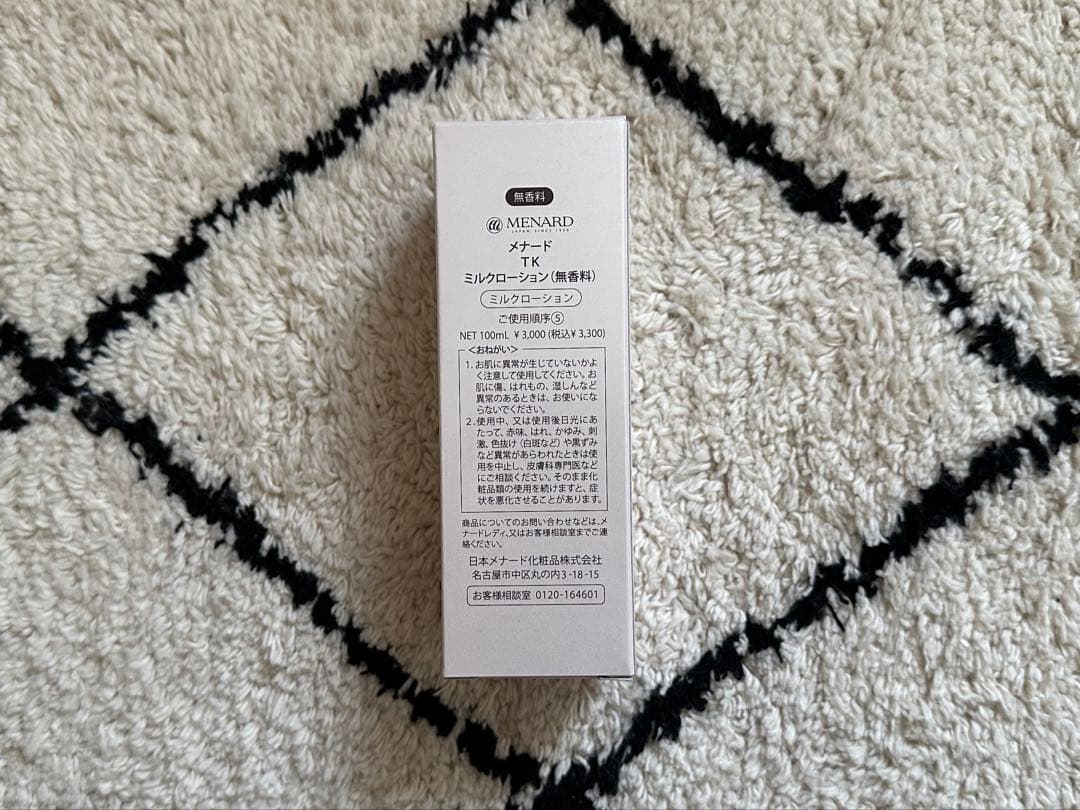 無香料
MENARD
JAPAN SINCE 1959
メナード
TK
ミルクローション(無香料)
ミルクローション
ご使用順序⑤
NET 100mL ¥3,000 (税込¥3,300)
<おねがい>
1. お肌に異常が生じていないかよ
く注意して使用してください。お
肌に傷、はれもの、湿しんなど
異常のあるときは、お使いにな
らないでください。
2. 使用中、又は使用後日光にあ
たって、赤味、はれ、かゆみ、刺
激、色抜け(白斑など)や黒ずみ
など異常があらわれたときは使
用を中止し、皮膚科専門医など
にご相談ください。そのまま化
粧品類の使用を続けますと、症
状を悪化させることがあります。
商品についてのお問い合わせなどは、メ
ナードレディ、又はお客様相談室までご連
絡ください。
日本メナード化粧品株式会社
名古屋市中区丸の内3-18-15
お客様相談室 0120-164601